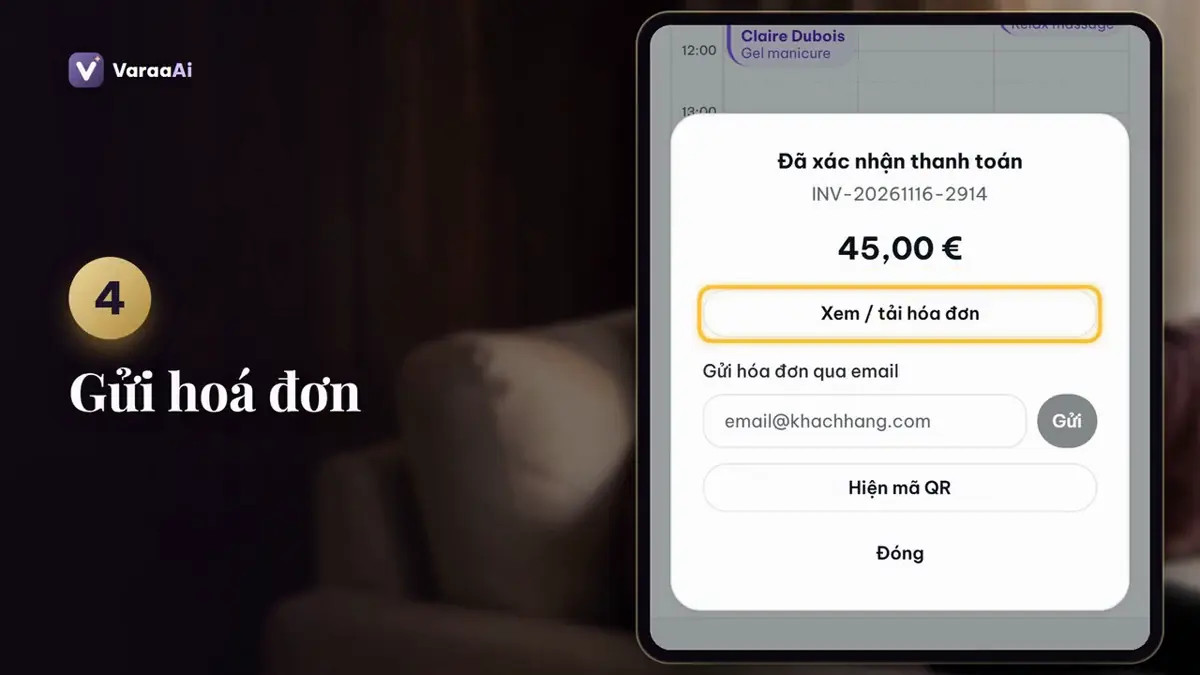 VaraaAi
4
Gửi hoá đơn
12:00
Claire Dubois
Gel manicure
Relax massage
13:00
Đã xác nhận thanh toán
INV-20261116-2914
45,00 €
Xem / tải hóa đơn
Gửi hóa đơn qua email
email@khachhang.com
Gửi
Hiện mã QR
Đóng